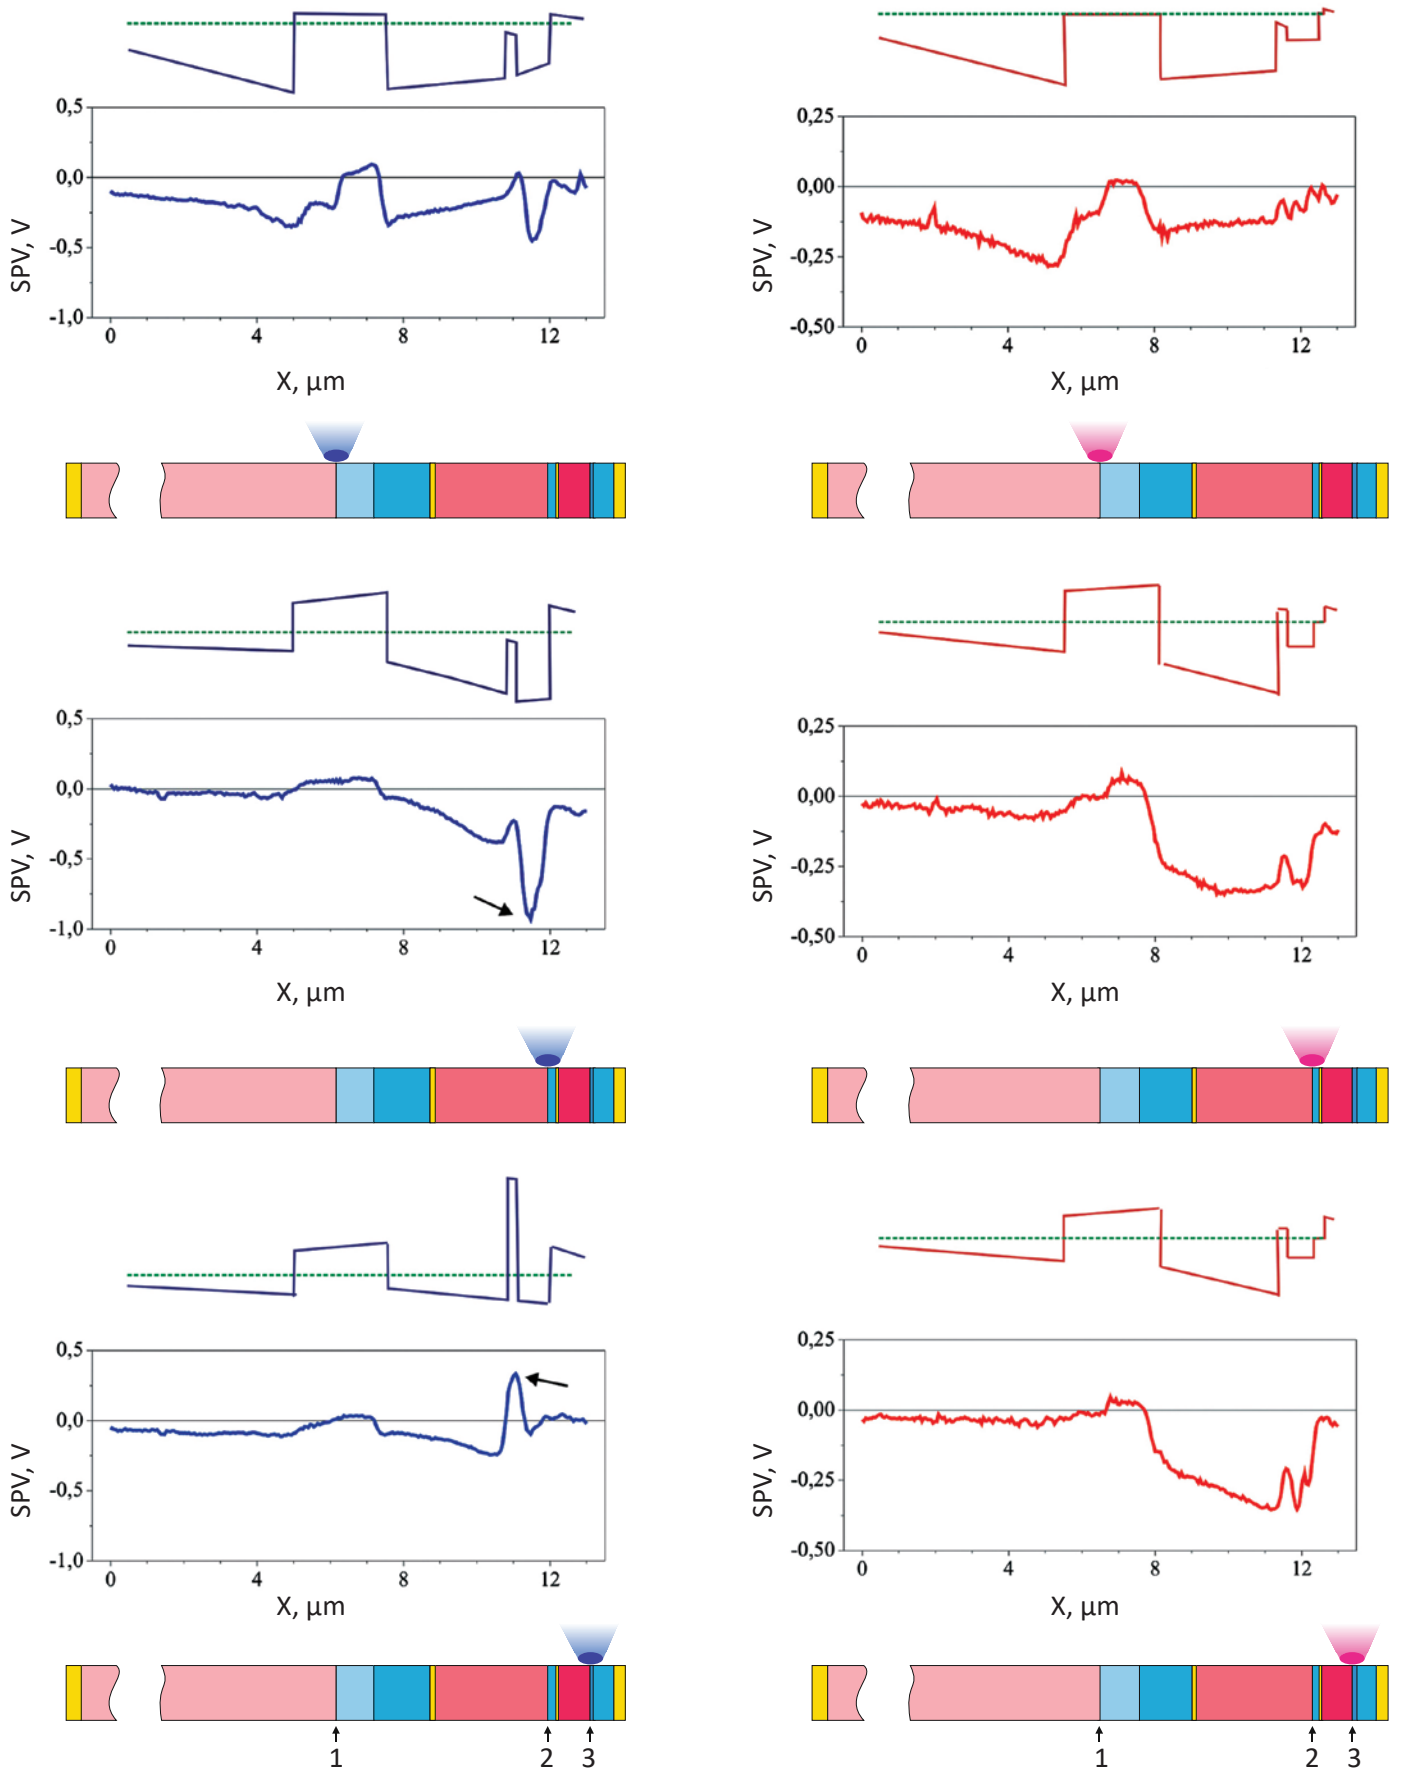 0,5
0,0
-0,5
-1,0
SPV, V
0 4 8 12
X, µm
0,25
0,00
-0,25
-0,50
SPV, V
0 4 8 12
X, µm
0,5
0,0
-0,5
-1,0
SPV, V
0 4 8 12
X, µm
0,25
0,00
-0,25
-0,50
SPV, V
0 4 8 12
X, µm
0,5
0,0
-0,5
-1,0
SPV, V
0 4 8 12
X, µm
0,25
0,00
-0,25
-0,50
SPV, V
0 4 8 12
X, µm
1 2 3
1 2 3